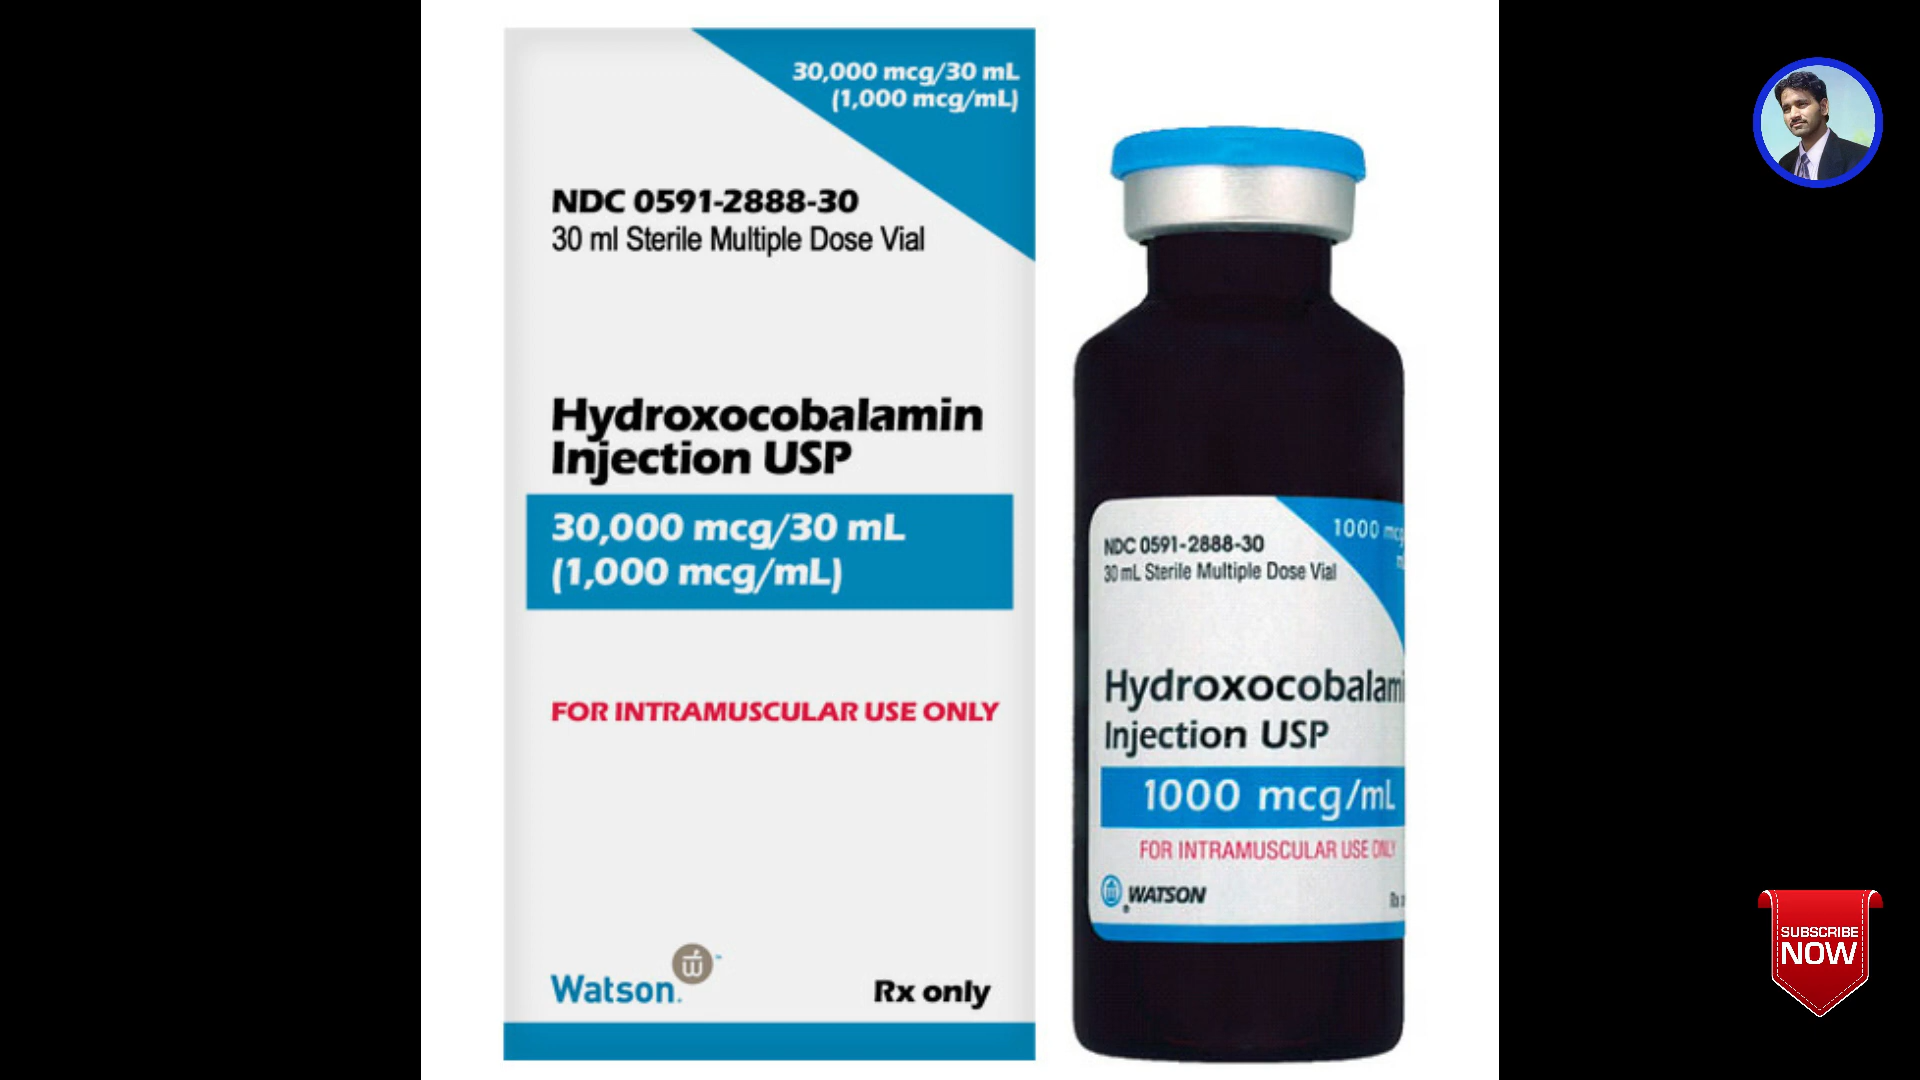 30,000 mcg/30 mL
(1,000 mcg/mL)
NDC 0591-2888-30
30 ml Sterile Multiple Dose Vial
Hydroxocobalamin
Injection USP
30,000 mcg/30 mL
(1,000 mcg/mL)
FOR INTRAMUSCULAR USE ONLY
Watson.
Rx only
1000 mcg
NDC 0591-2888-30
30 mL Sterile Multiple Dose Vial
Hydroxocobalami
Injection USP
1000 mcg/mL
FOR INTRAMUSCULAR USE ONLY
WATSON
SUBSCRIBE
NOW